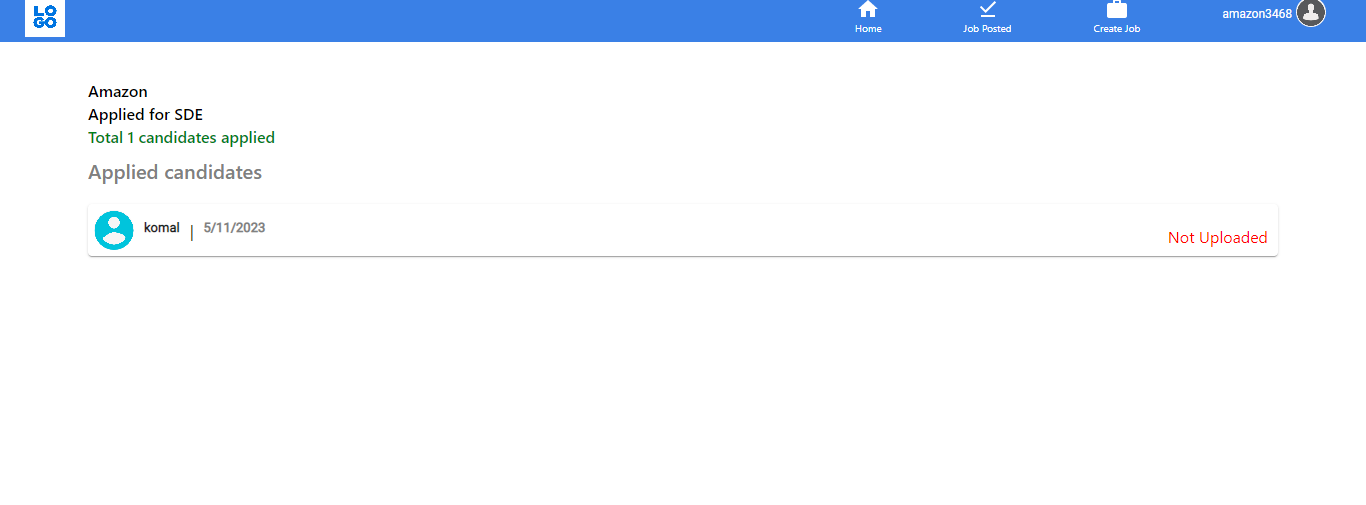 LO
GO
Home
Job Posted
Create Job
amazon3468
Amazon
Applied for SDE
Total 1 candidates applied
Applied candidates
komal | 5/11/2023
Not Uploaded